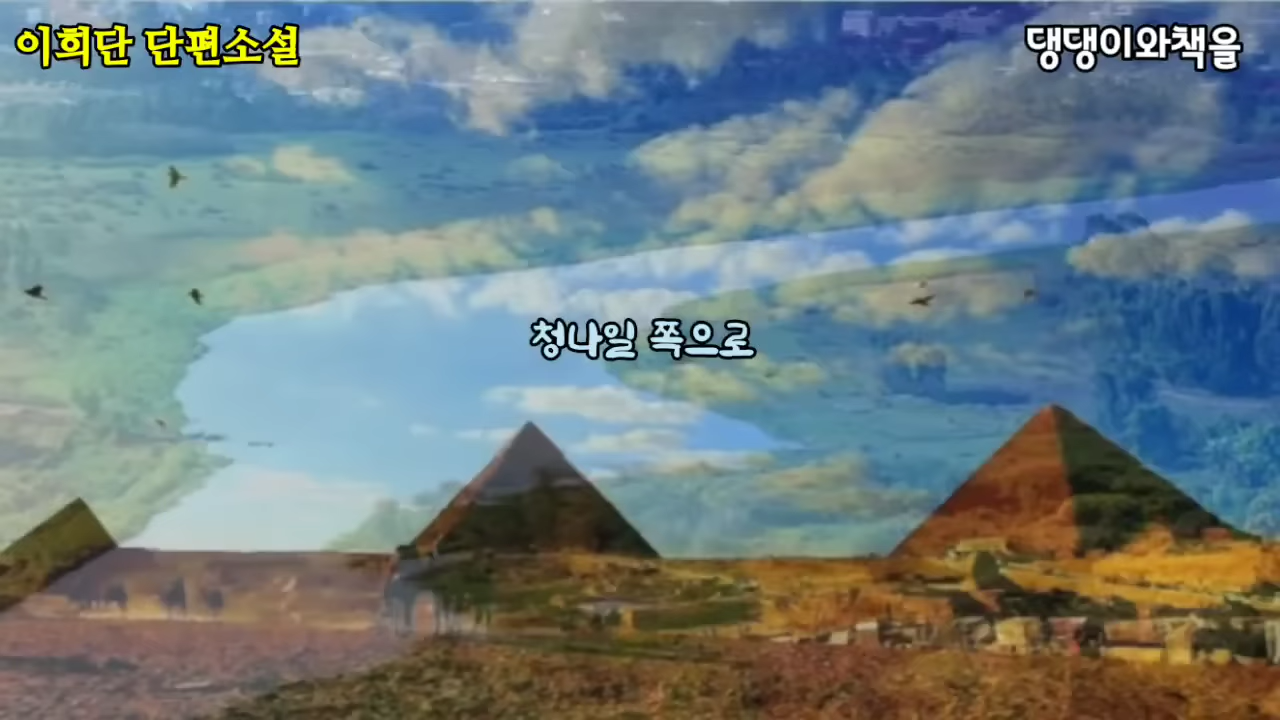 이희단 단편소설
댕댕이와책을
청나일 쪽으로